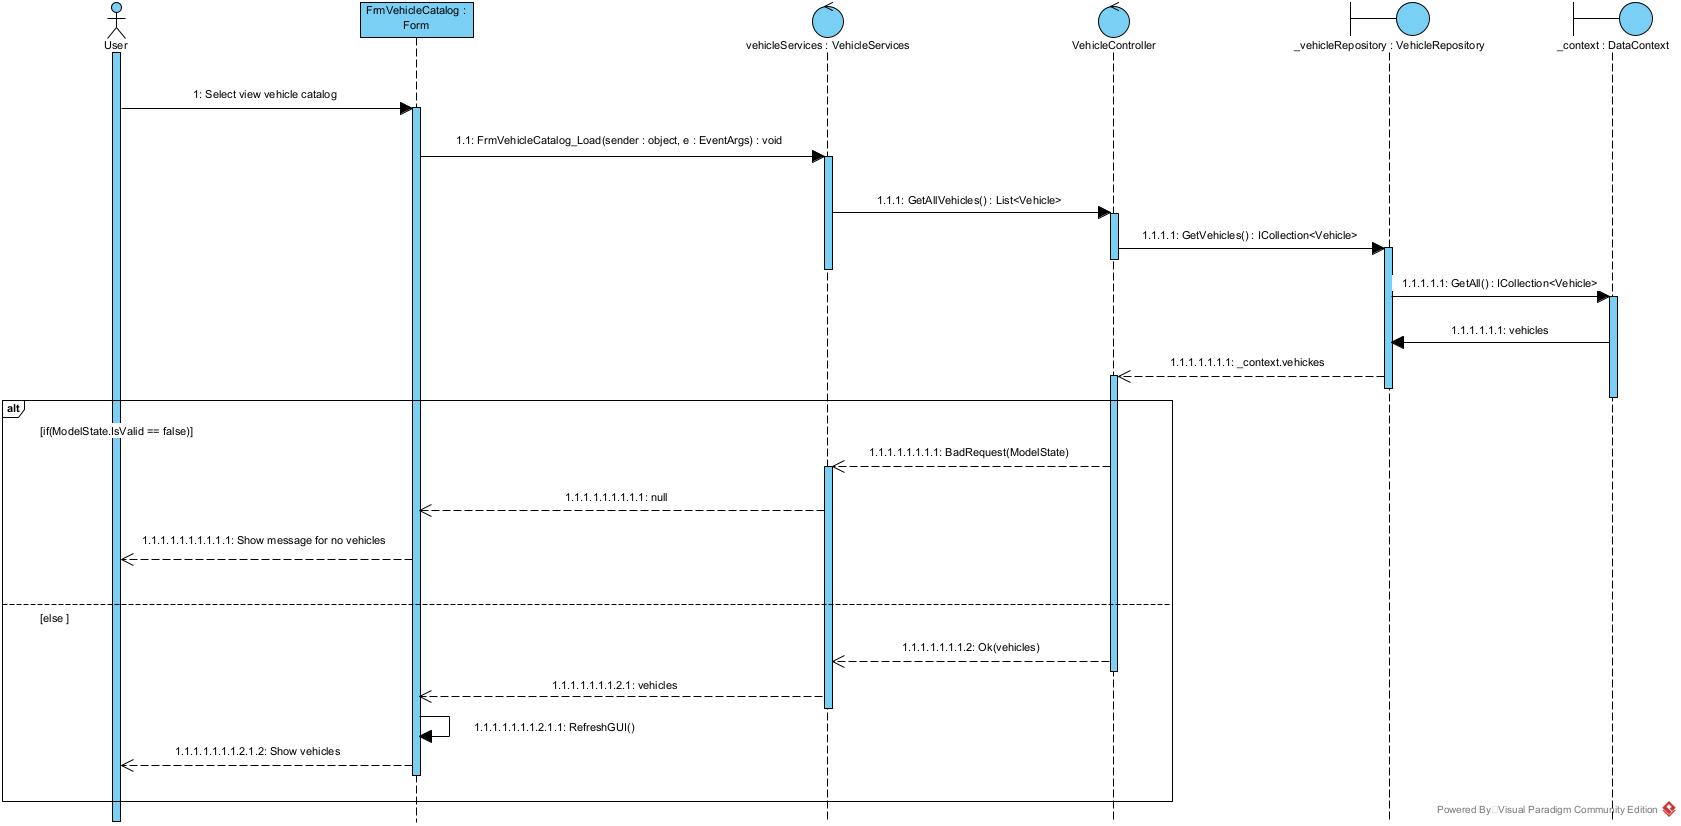 FrmVehicleCatalog :
Form
User
vehicleServices : VehicleServices
VehicleController
_vehicleRepository : VehicleRepository
_context : DataContext
1: Select view vehicle catalog
1.1: FrmVehicleCatalog_Load(sender : object, e : EventArgs) : void
1.1.1: GetAllVehicles() : List<Vehicle>
1.1.1.1: GetVehicles() : ICollection<Vehicle>
1.1.1.1.1: GetAll() : ICollection<Vehicle>
1.1.1.1.1.1: vehicles
1.1.1.1.1.1.1: _context.vehickes
alt
[if(ModelState.IsValid == false)]
1.1.1.1.1.1.1.1: BadRequest(ModelState)
1.1.1.1.1.1.1.1.1: null
1.1.1.1.1.1.1.1.1.1: Show message for no vehicles
[else ]
1.1.1.1.1.1.1.2: Ok(vehicles)
1.1.1.1.1.1.1.2.1: vehicles
1.1.1.1.1.1.1.2.1.1: RefreshGUI()
1.1.1.1.1.1.1.2.1.2: Show vehicles
Powered By Visual Paradigm Community Edition